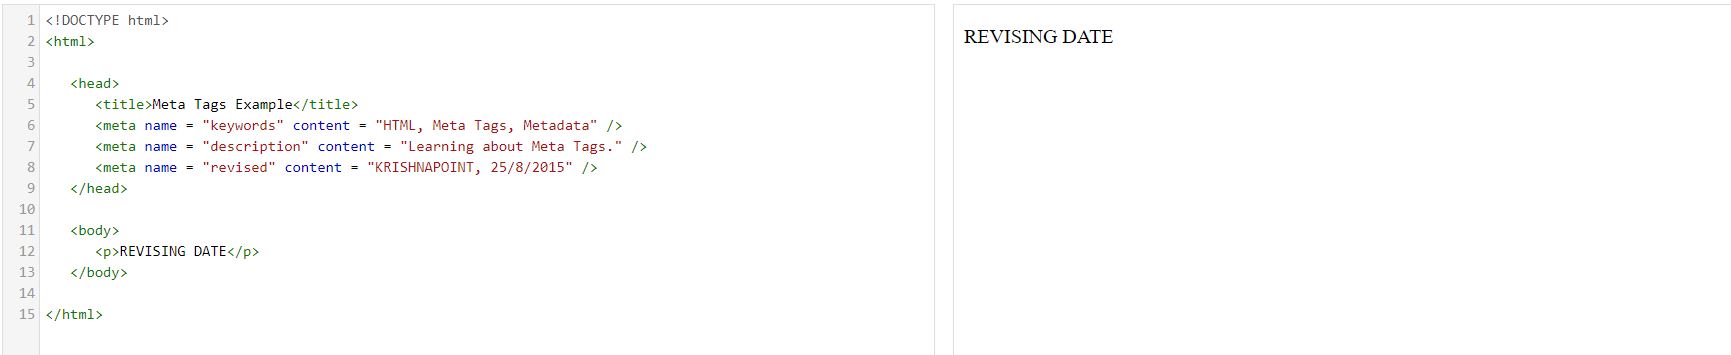 1 <!DOCTYPE html>
2 <html>
3
4 <head>
5 <title>Meta Tags Example</title>
6 <meta name = "keywords" content = "HTML, Meta Tags, Metadata" />
7 <meta name = "description" content = "Learning about Meta Tags." />
8 <meta name = "revised" content = "KRISHNAPOINT, 25/8/2015" />
9 </head>
10
11 <body>
12 <p>REVISING DATE</p>
13 </body>
14
15 </html>
REVISING DATE